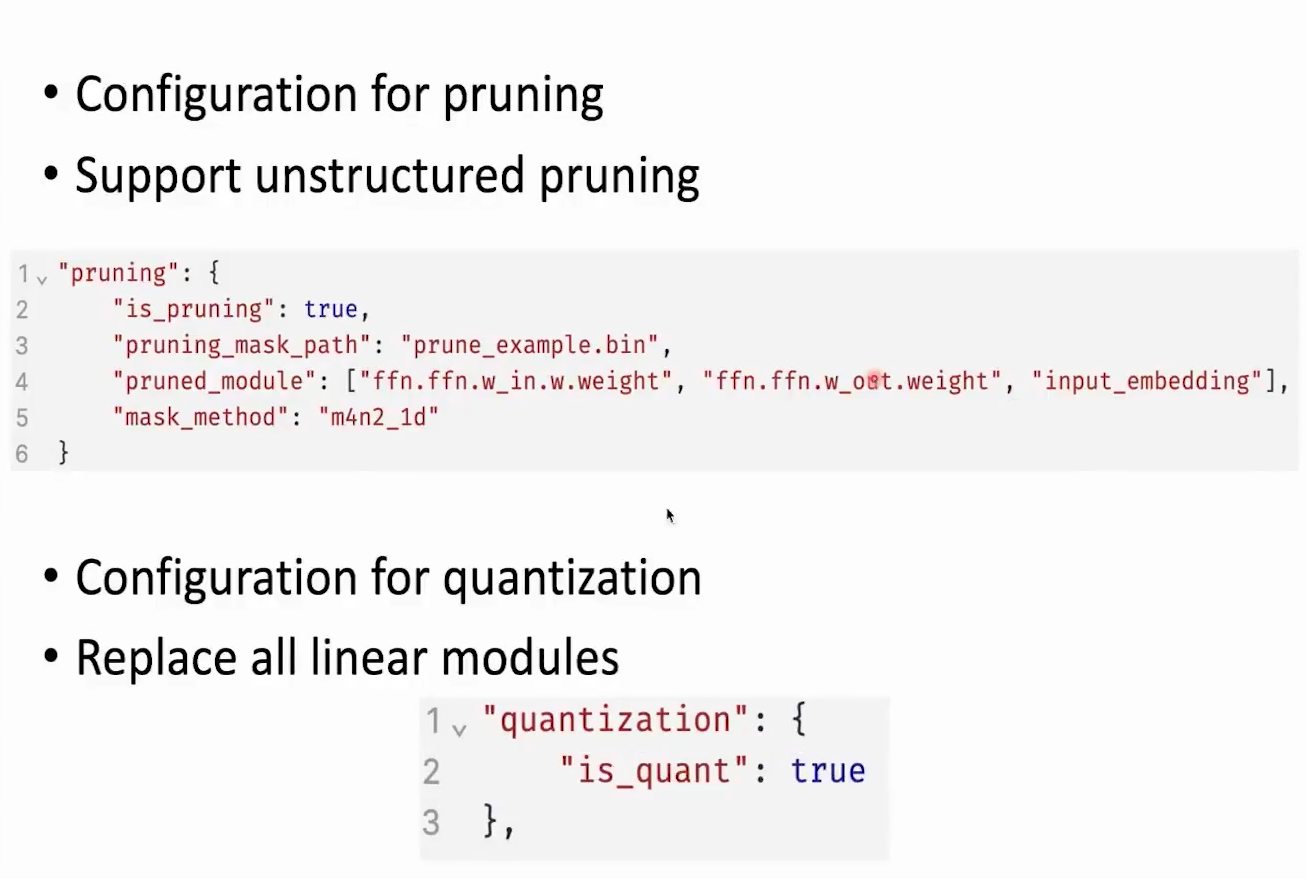 • Configuration for pruning
• Support unstructured pruning
1 "pruning": {
2 "is_pruning": true,
3 "pruning_mask_path": "prune_example.bin",
4 "pruned_module": ["ffn.ffn.w_in.w.weight", "ffn.ffn.w_out.weight", "input_embedding"],
5 "mask_method": "m4n2_1d"
6 }
• Configuration for quantization
• Replace all linear modules
1 "quantization": {
2 "is_quant": true
3 },